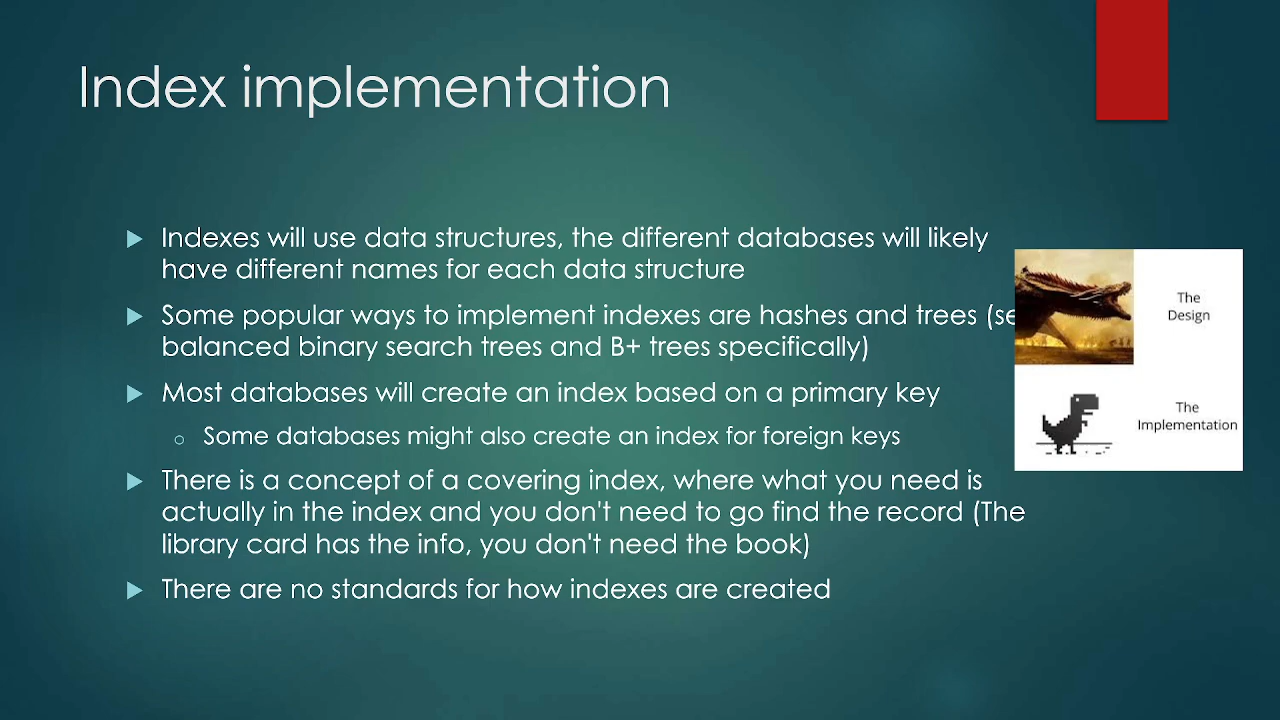 Index implementation
Indexes will use data structures, the different databases will likely
have different names for each data structure
Some popular ways to implement indexes are hashes and trees
balanced binary search trees and B+ trees specifically)
Most databases will create an index based on a primary key
Some databases might also create an index for foreign keys
There is a concept of a covering index, where what you need is
actually in the index and you don't need to go find the record (The
library card has the info, you don't need the book)
There are no standards for how indexes are created
The
Design
The
Implementation